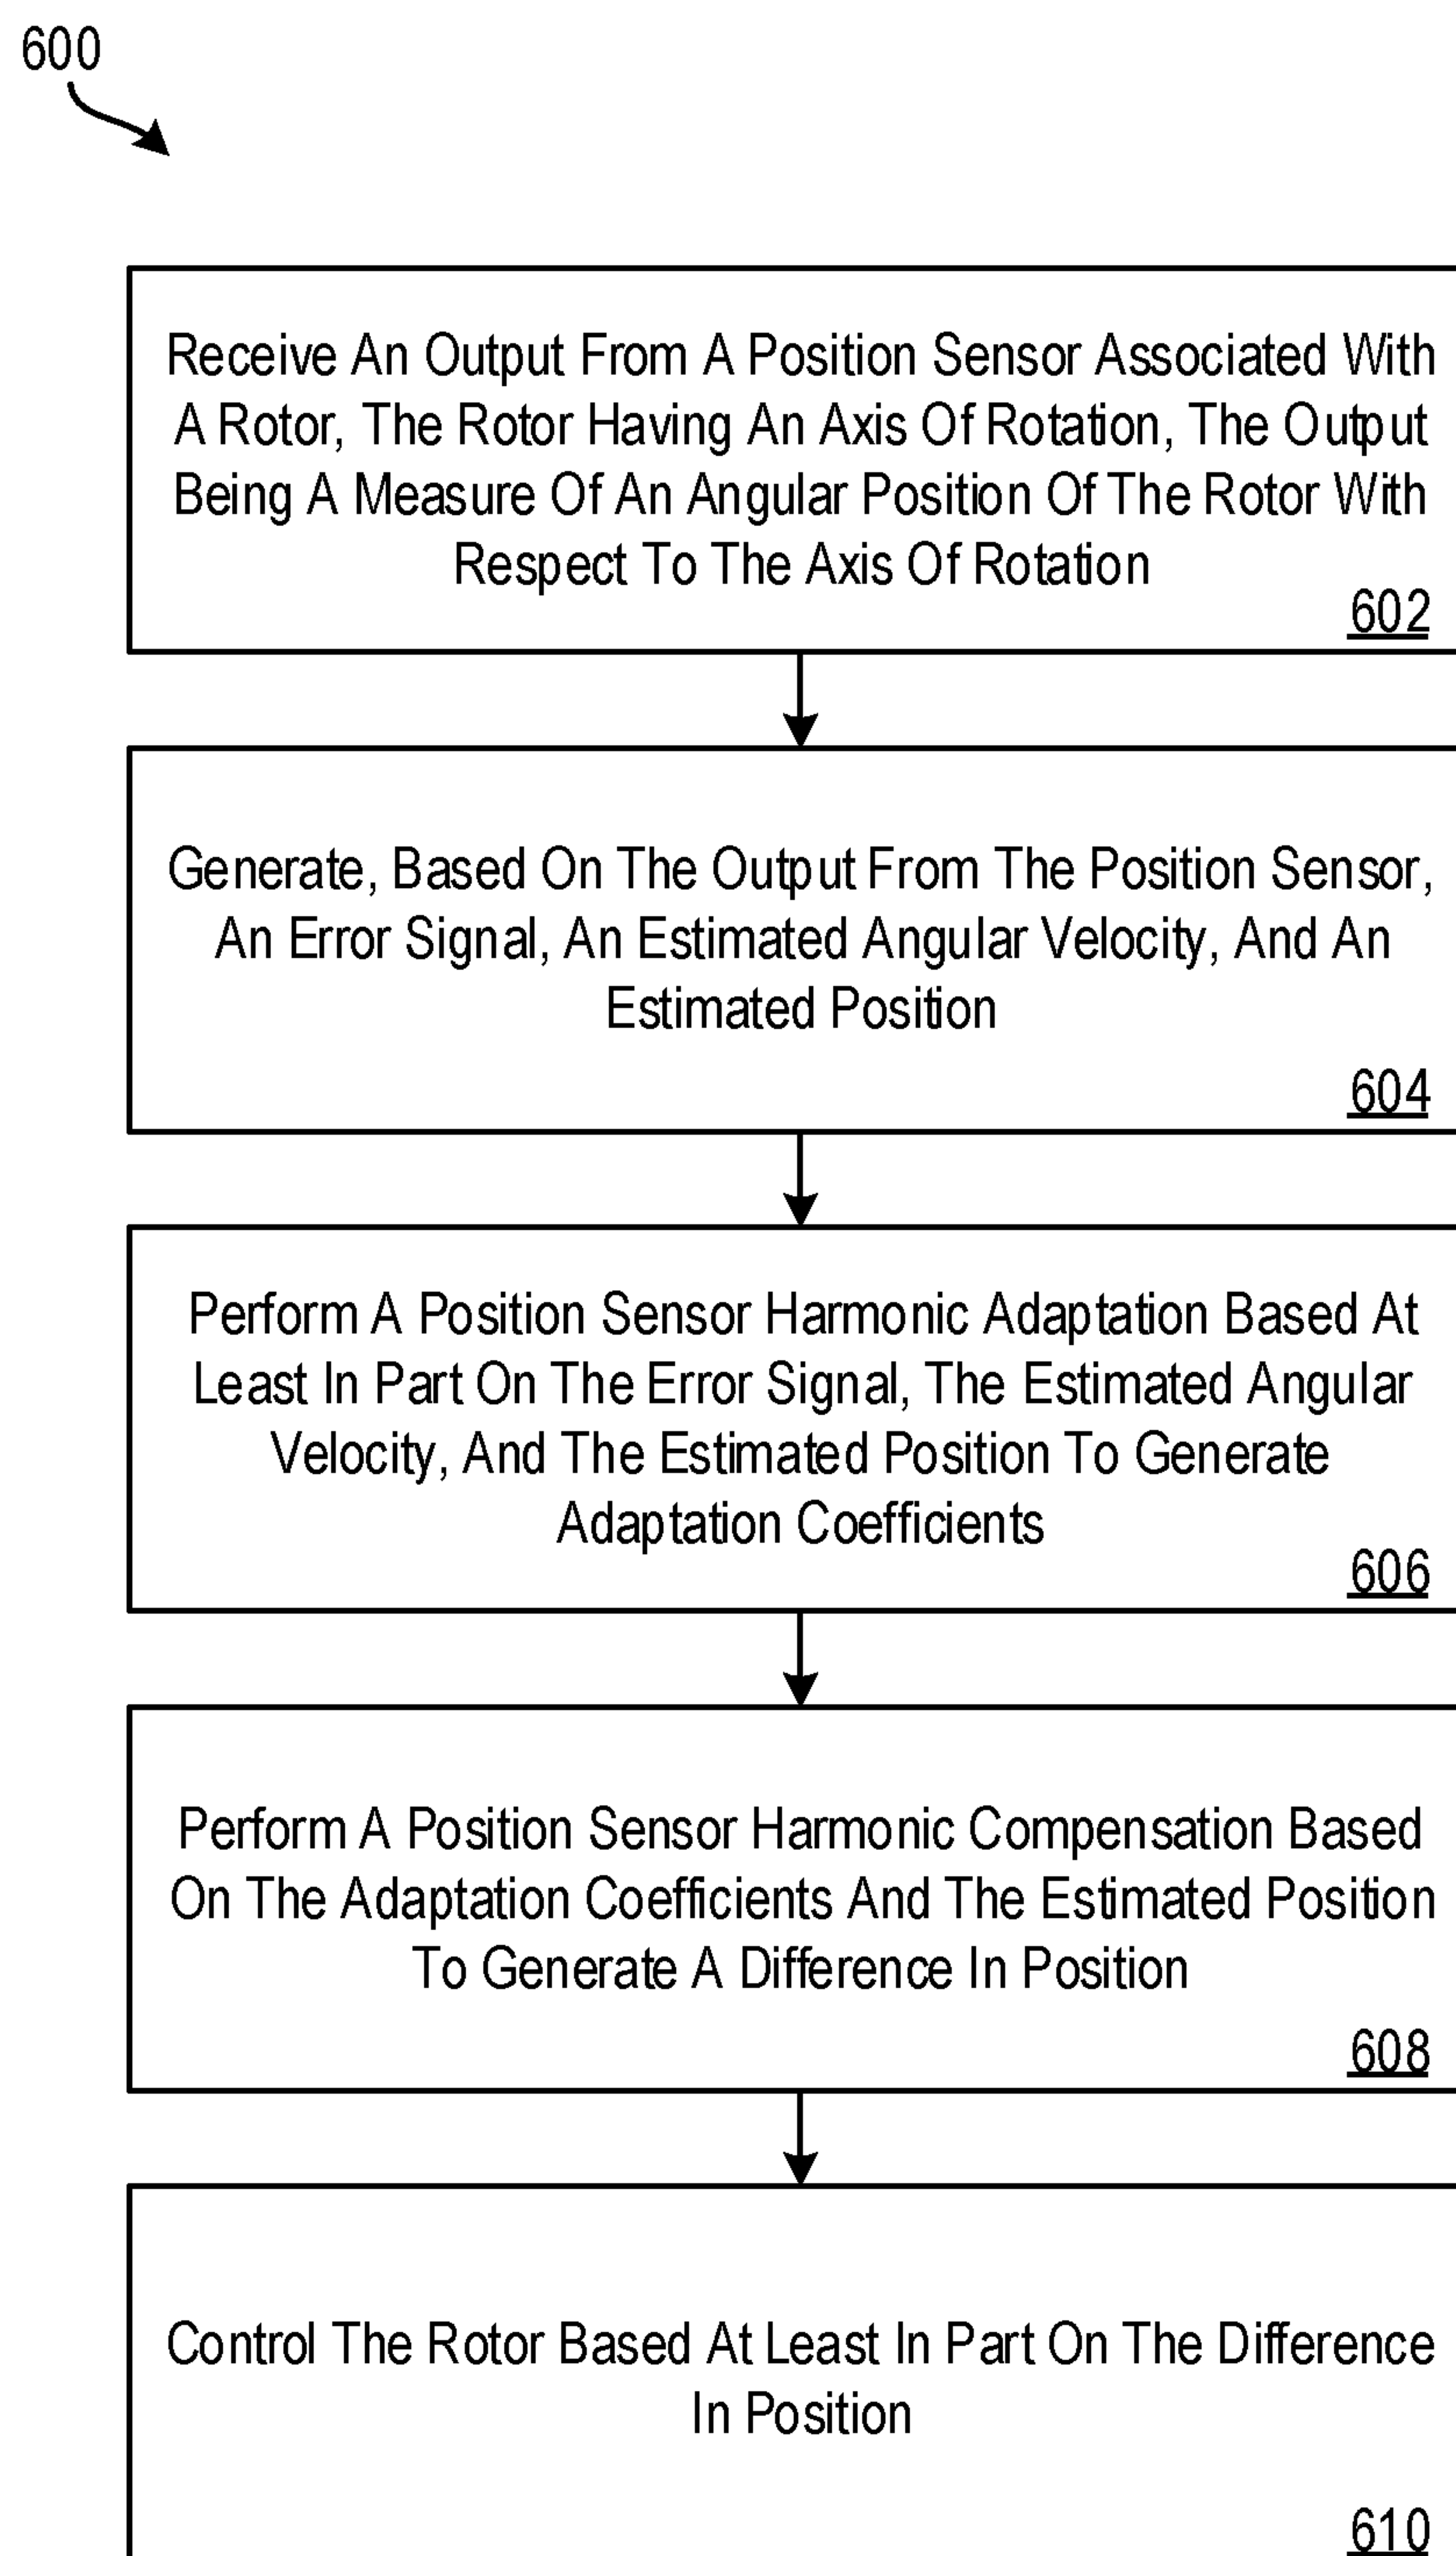 600
Receive An Output From A Position Sensor Associated With
A Rotor, The Rotor Having An Axis Of Rotation, The Output
Being A Measure Of An Angular Position Of The Rotor With
Respect To The Axis Of Rotation
602
Generate, Based On The Output From The Position Sensor,
An Error Signal, An Estimated Angular Velocity, And An
Estimated Position
604
Perform A Position Sensor Harmonic Adaptation Based At
Least In Part On The Error Signal, The Estimated Angular
Velocity, And The Estimated Position To Generate
Adaptation Coefficients
606
Perform A Position Sensor Harmonic Compensation Based
On The Adaptation Coefficients And The Estimated Position
To Generate A Difference In Position
608
Control The Rotor Based At Least In Part On The Difference
In Position
610